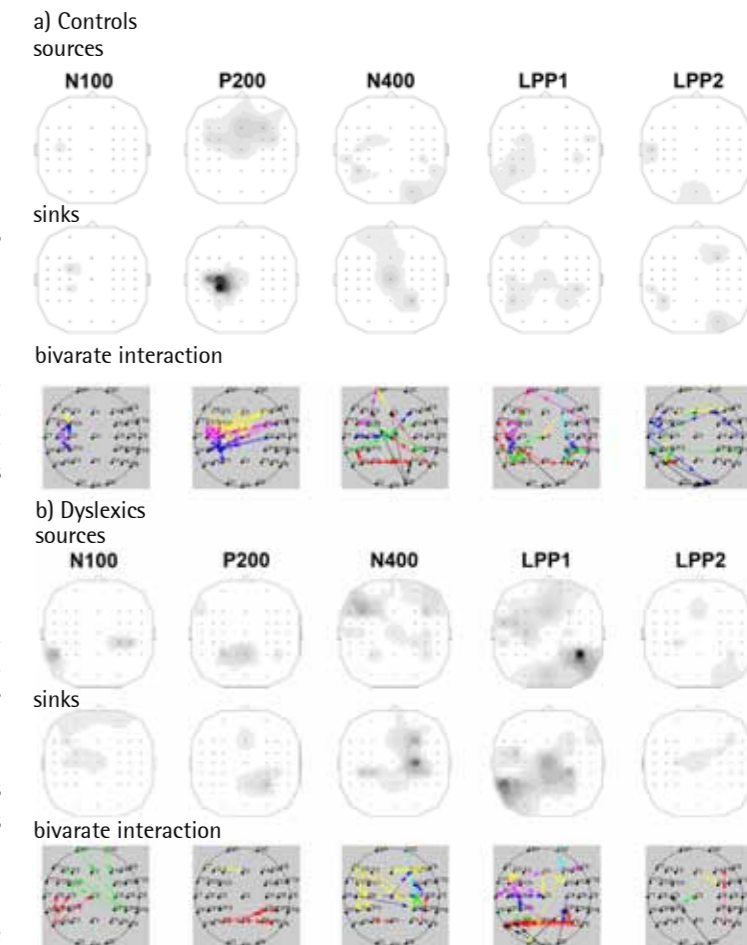 a) Controls
sources
N100 P200 N400 LPP1 LPP2
sinks
bivarate interaction
b) Dyslexics
sources
N100 P200 N400 LPP1 LPP2
sinks
bivarate interaction